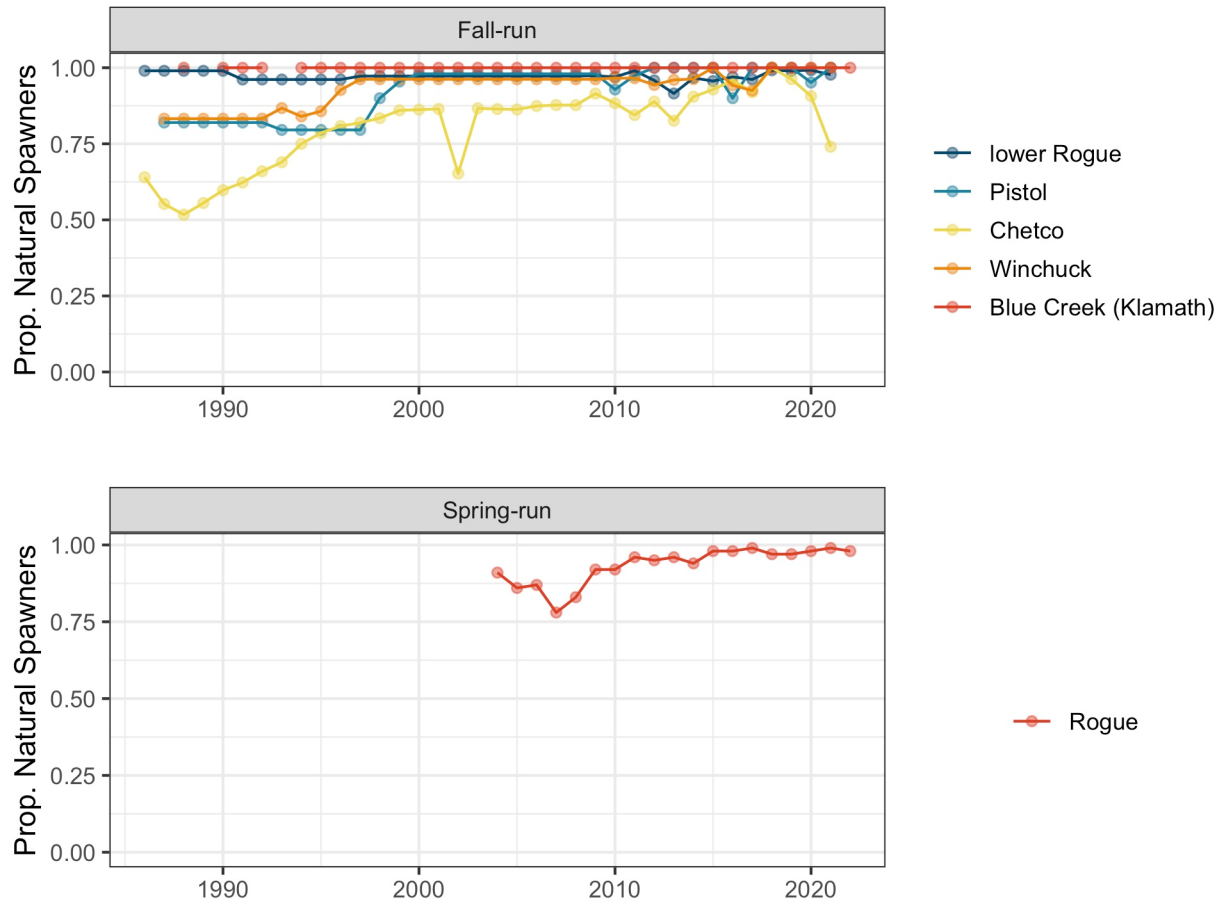 Fall-run
Prop. Natural Spawners
1.00
0.75
0.50
0.25
0.00
1990 2000 2010 2020
lower Rogue
Pistol
Chetco
Winchuck
Blue Creek (Klamath)
Spring-run
Prop. Natural Spawners
1.00
0.75
0.50
0.25
0.00
1990 2000 2010 2020
Rogue